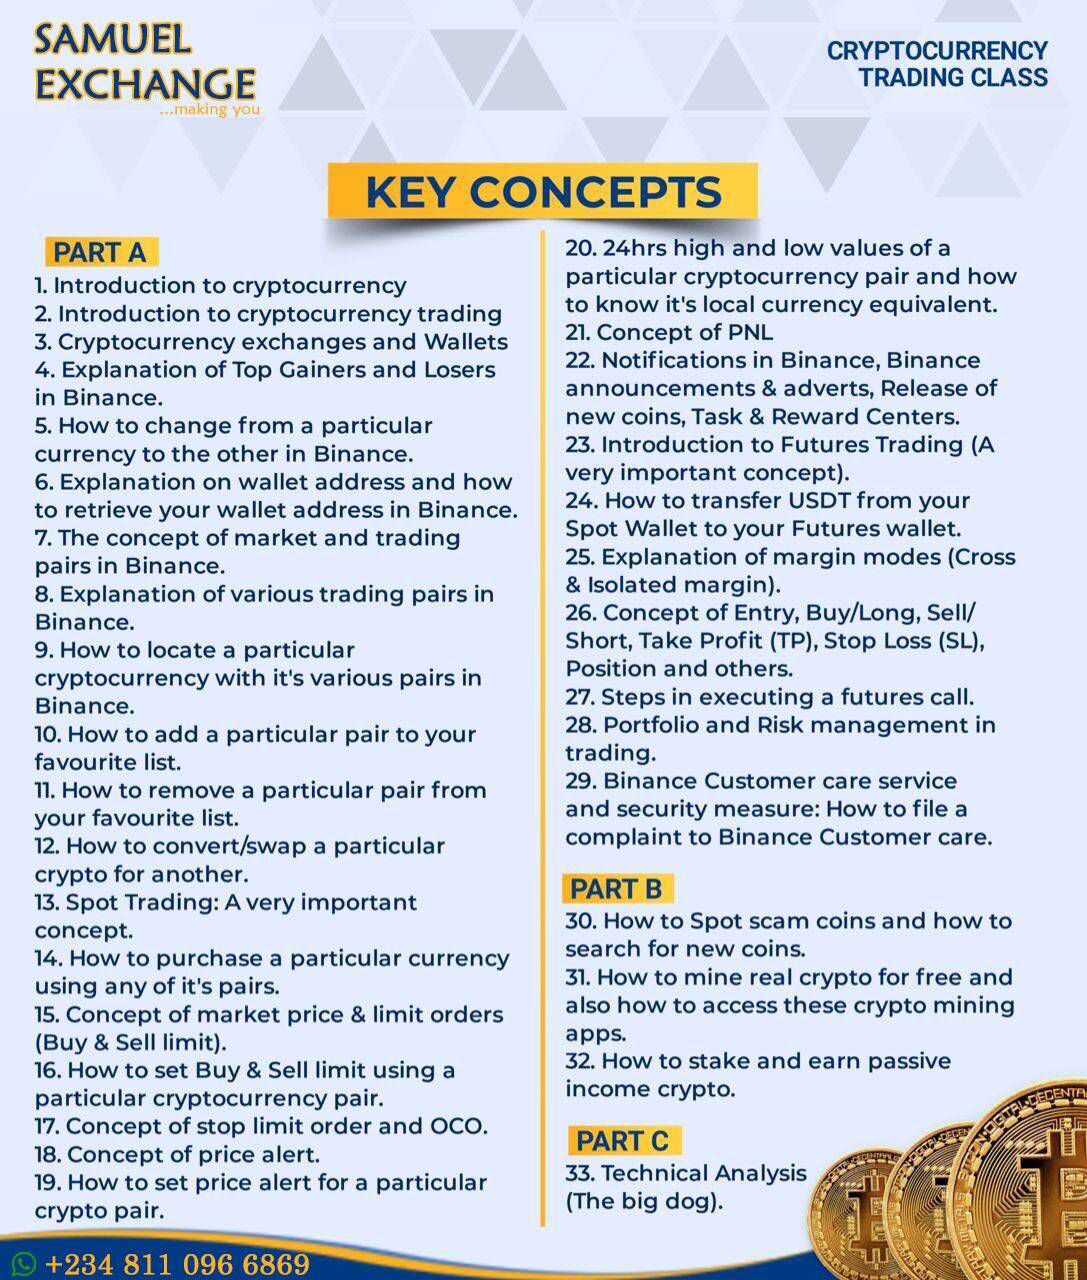 SAMUEL
EXCHANGE
...making you
CRYPTOCURRENCY
TRADING CLASS
KEY CONCEPTS
PART A
1. Introduction to cryptocurrency
2. Introduction to cryptocurrency trading
3. Cryptocurrency exchanges and Wallets
4. Explanation of Top Gainers and Losers
in Binance.
5. How to change from a particular
currency to the other in Binance.
6. Explanation on wallet address and how
to retrieve your wallet address in Binance.
7. The concept of market and trading
pairs in Binance.
8. Explanation of various trading pairs in
Binance.
9. How to locate a particular
cryptocurrency with it's various pairs in
Binance.
10. How to add a particular pair to your
favourite list.
11. How to remove a particular pair from
your favourite list.
12. How to convert/swap a particular
crypto for another.
13. Spot Trading: A very important
concept.
14. How to purchase a particular currency
using any of it's pairs.
15. Concept of market price & limit orders
(Buy & Sell limit).
16. How to set Buy & Sell limit using a
particular cryptocurrency pair.
17. Concept of stop limit order and OCO.
18. Concept of price alert.
19. How to set price alert for a particular
crypto pair.
20. 24hrs high and low values of a
particular cryptocurrency pair and how
to know it's local currency equivalent.
21. Concept of PNL
22. Notifications in Binance, Binance
announcements & adverts, Release of
new coins, Task & Reward Centers.
23. Introduction to Futures Trading (A
very important concept).
24. How to transfer USDT from your
Spot Wallet to your Futures wallet.
25. Explanation of margin modes (Cross
& Isolated margin).
26. Concept of Entry, Buy/Long, Sell/
Short, Take Profit (TP), Stop Loss (SL),
Position and others.
27. Steps in executing a futures call.
28. Portfolio and Risk management in
trading.
29. Binance Customer care service
and security measure: How to file a
complaint to Binance Customer care.
PART B
30. How to Spot scam coins and how to
search for new coins.
31. How to mine real crypto for free and
also how to access these crypto mining
apps.
32. How to stake and earn passive
income crypto.
PART C
33. Technical Analysis
(The big dog).
+234 811 096 6869